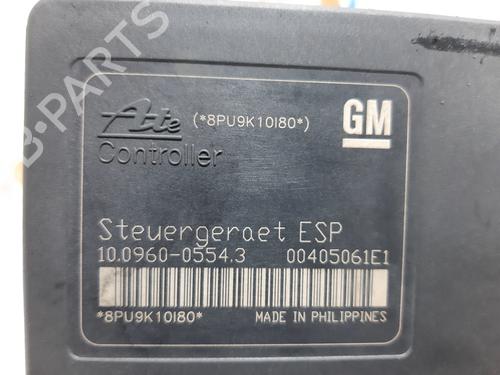 B-PARTS
Ate
(*8PU9K10I80*)
GM
Controller
Steuergeraet ESP
10.0960-0554.3
00405061E1
*8PU9K10I80*
MADE IN PHILIPPINES